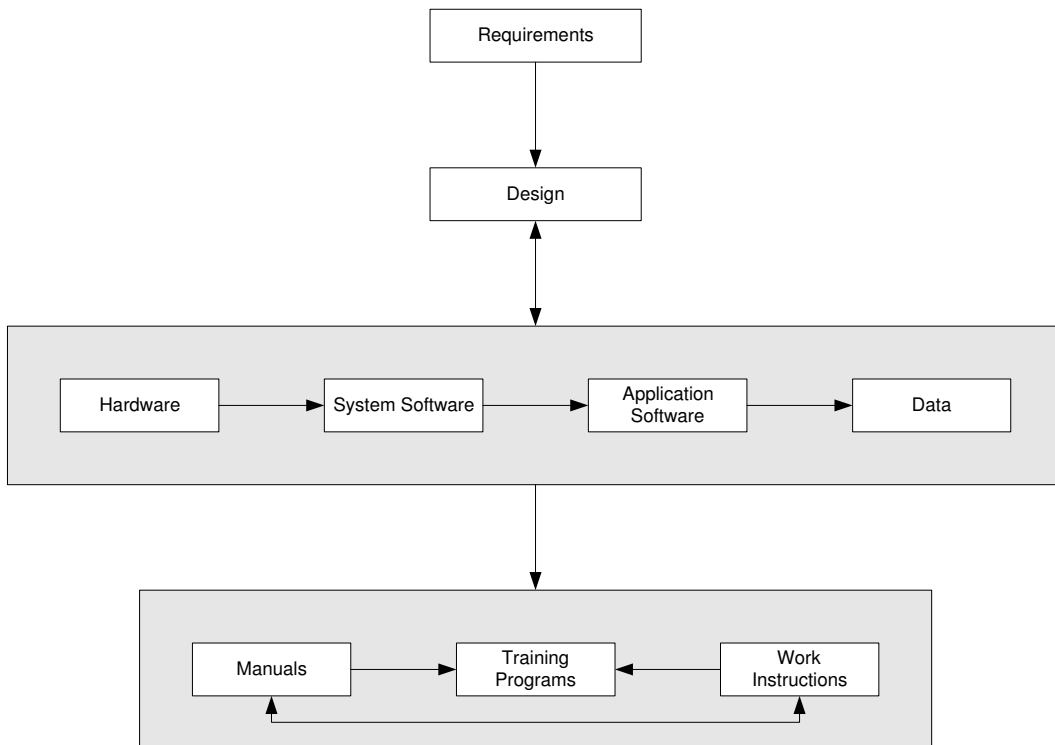 Requirements
Design
Hardware
System Software
Application
Software
Data
Manuals
Training
Programs
Work
Instructions